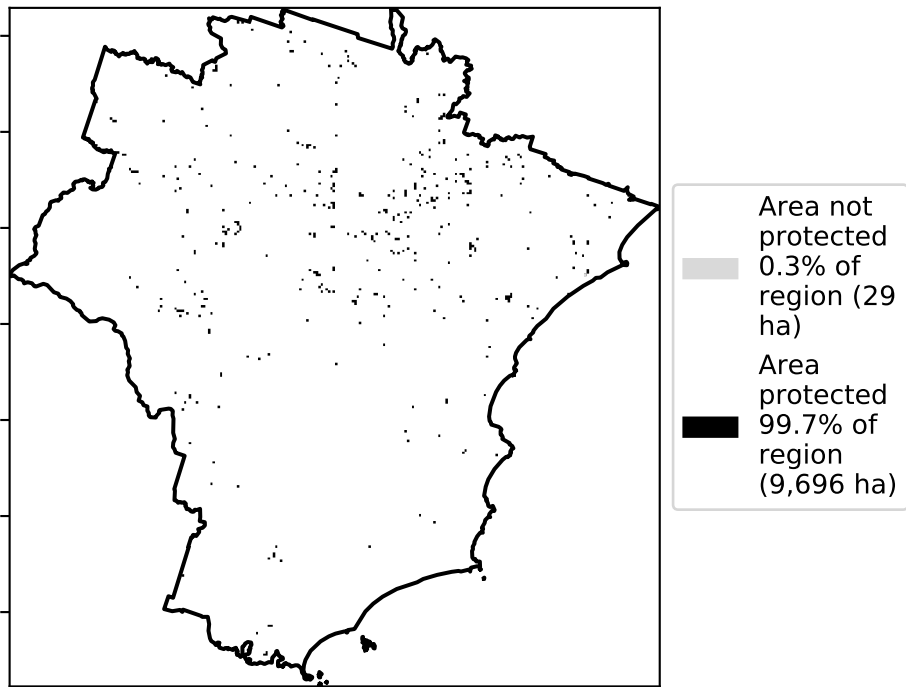 Area not
protected
0.3% of
region (29
ha)
Area
protected
99.7% of
region
(9,696 ha)